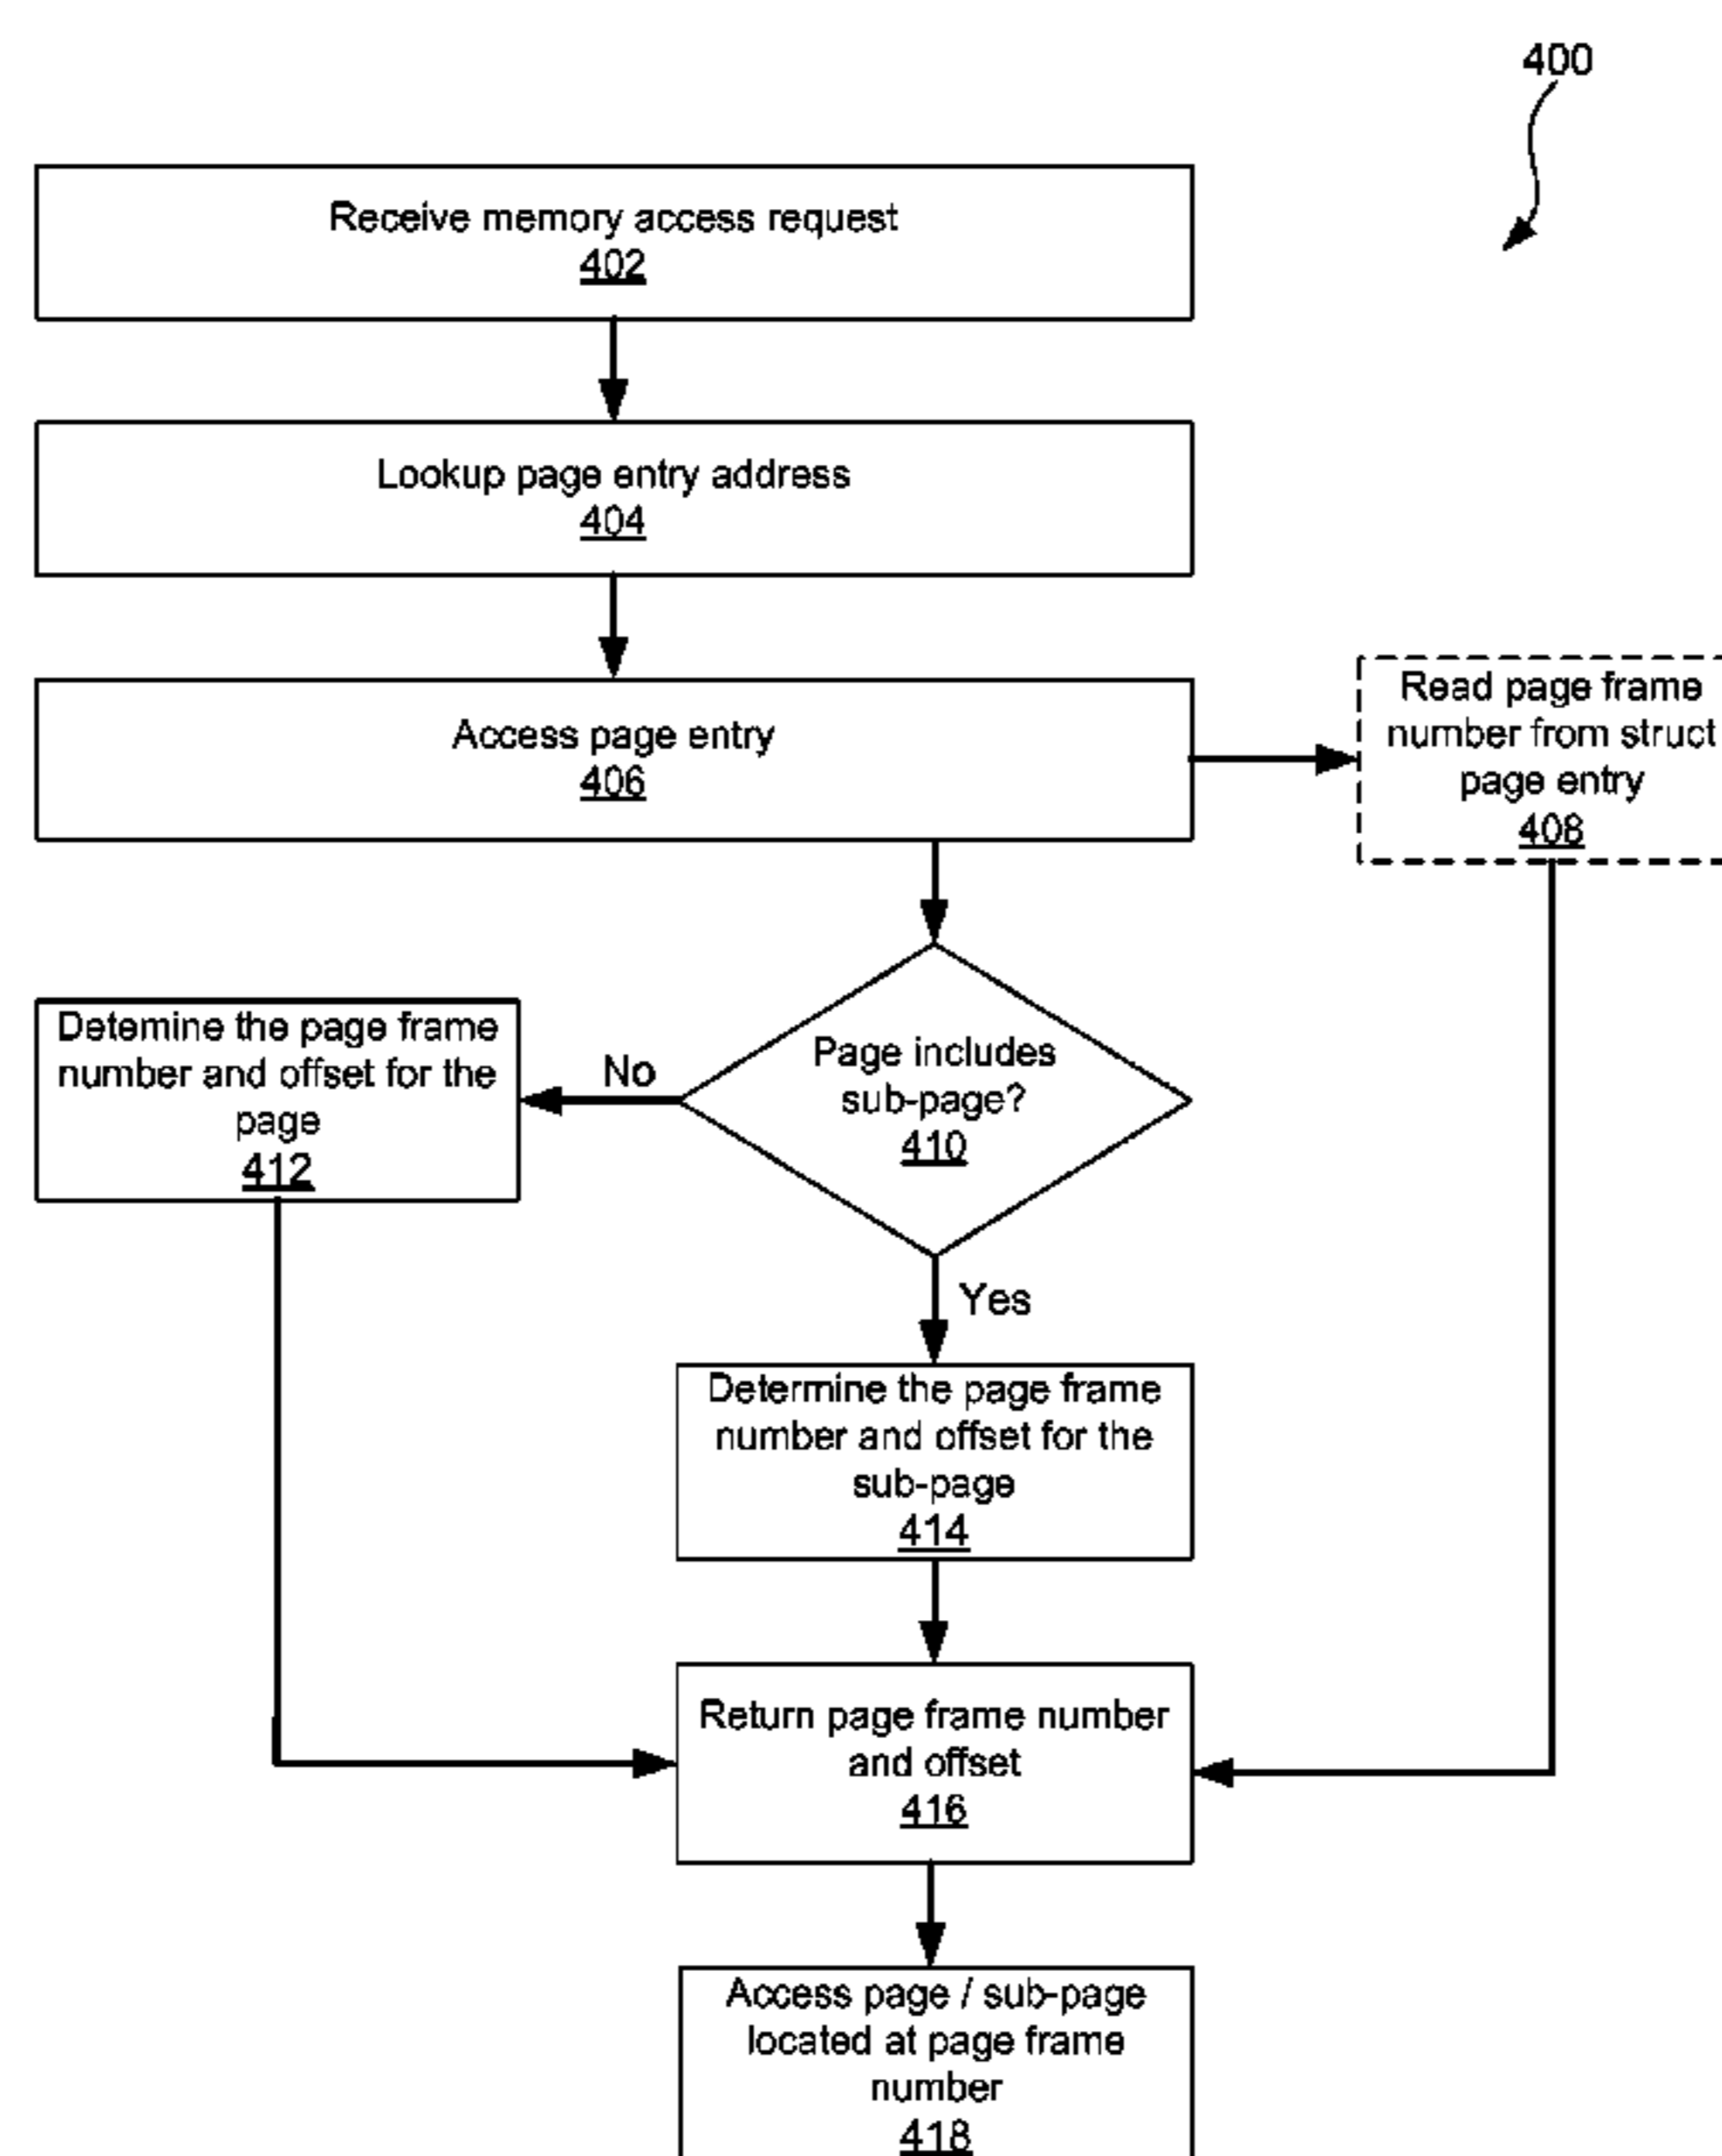 400
Receive memory access request
402
Lookup page entry address
404
Access page entry
406
Read page frame
number from struct
page entry
408
Page includes
sub-page?
410
No
Detemine the page frame
number and offset for the
page
412
Yes
Determine the page frame
number and offset for the
sub-page
414
Return page frame number
and offset
416
Access page / sub-page
located at page frame
number
418